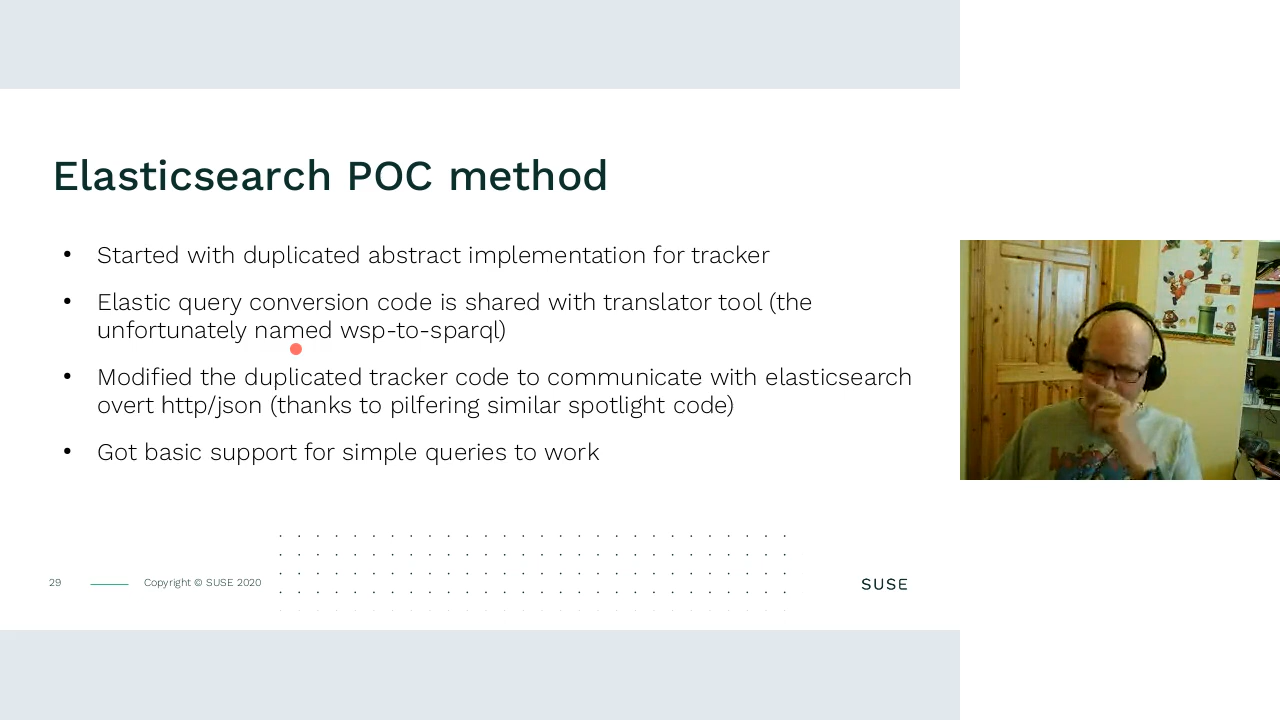 Elasticsearch POC method
• Started with duplicated abstract implementation for tracker
• Elastic query conversion code is shared with translator tool (the
unfortunately named wsp-to-sparql)
• Modified the duplicated tracker code to communicate with elasticsearch
overt http/json (thanks to pilfering similar spotlight code)
• Got basic support for simple queries to work
29
Copyright © SUSE 2020
SUSE